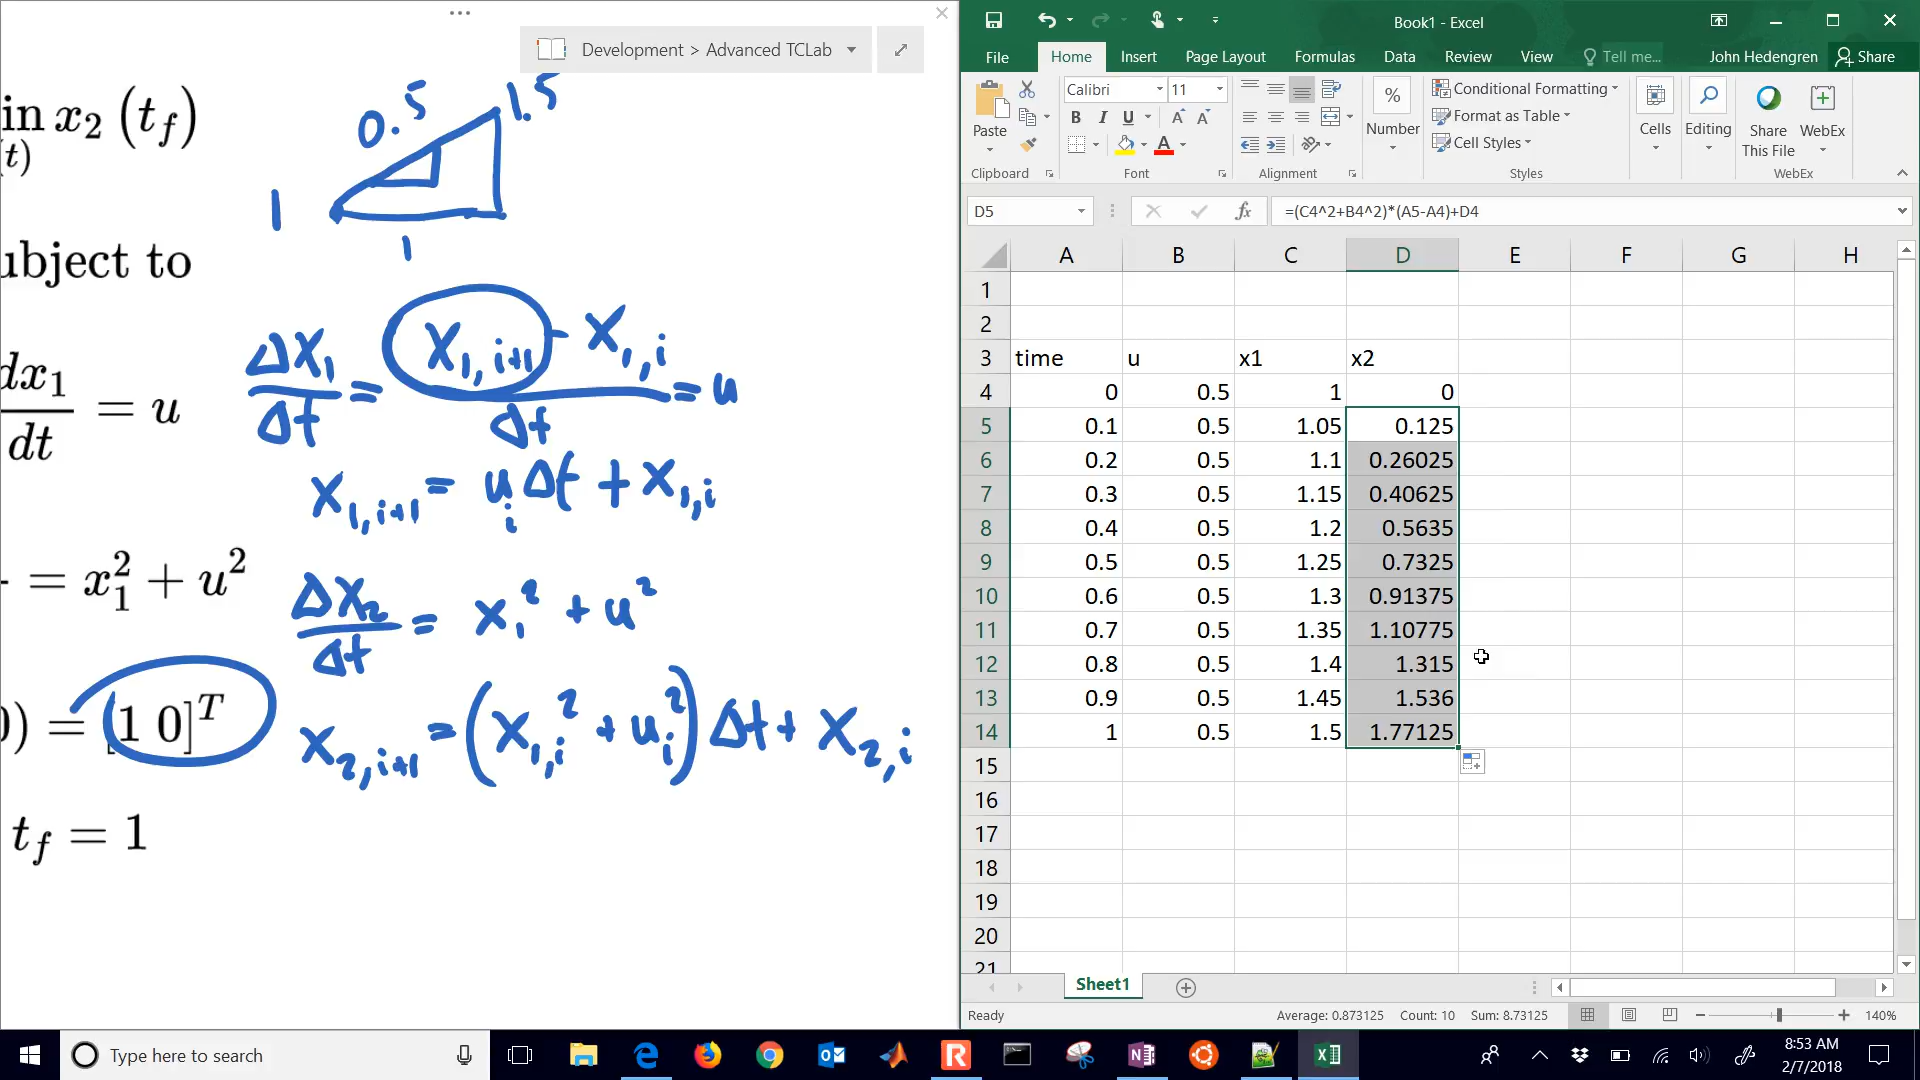 Development > Advanced TCLab
in x₂ (t_f)
(t)
0.5
1.5
1
1
ubject to
dx₁
dt
= u
Δx₁
Δt
=
x₁,ᵢ₊₁ - x₁,ᵢ
Δt
= u
x₁,ᵢ₊₁ = uᵢ Δt + x₁,ᵢ
= x₁² + u²
Δx₂
Δt
= x₁² + u²
0) = [1 0]ᵀ
x₂,ᵢ₊₁ = (x₁,ᵢ² + uᵢ²) Δt + x₂,ᵢ
t_f = 1
Book1 - Excel
File Home Insert Page Layout Formulas Data Review View Tell me... John Hedengren Share
Paste
Clipboard
Calibri 11
B I U
A A
A
Font
Alignment
%
Number
Conditional Formatting
Format as Table
Cell Styles
Styles
Cells
Editing
Share This File
WebEx
WebEx
D5 fx =(C4^2+B4^2)*(A5-A4)+D4
A B C D E F G H
1
2
3 time u x1 x2
4 0 0.5 1 0
5 0.1 0.5 1.05 0.125
6 0.2 0.5 1.1 0.26025
7 0.3 0.5 1.15 0.40625
8 0.4 0.5 1.2 0.5635
9 0.5 0.5 1.25 0.7325
10 0.6 0.5 1.3 0.91375
11 0.7 0.5 1.35 1.10775
12 0.8 0.5 1.4 1.315
13 0.9 0.5 1.45 1.536
14 1 0.5 1.5 1.77125
15
16
17
18
19
20
21
Sheet1
Ready Average: 0.873125 Count: 10 Sum: 8.73125 140%
Type here to search
8:53 AM
2/7/2018